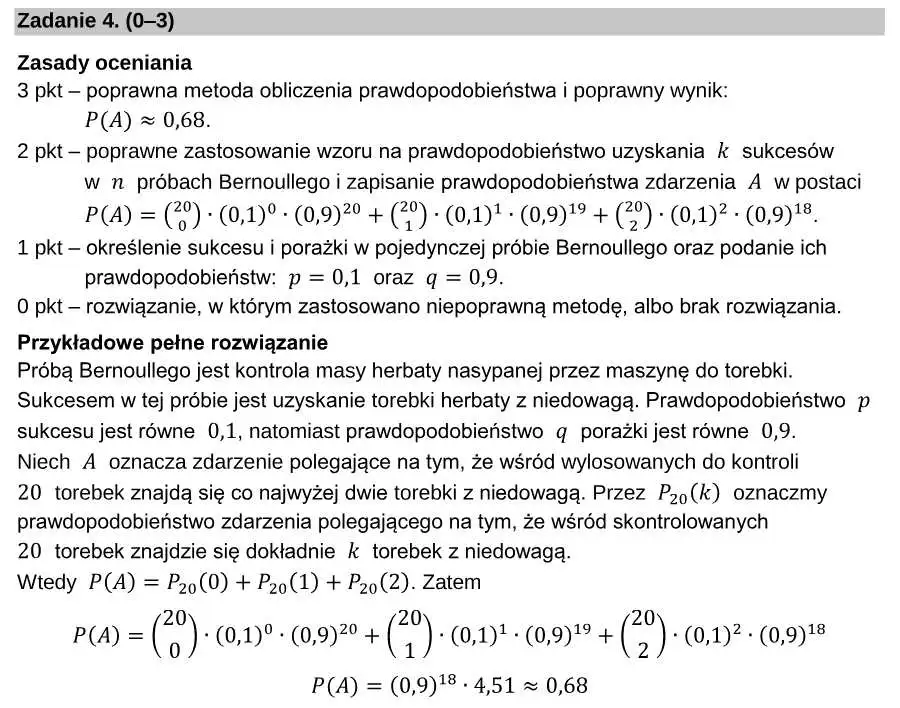 Zadanie 4. (0–3)
Zasady oceniania
3 pkt – poprawna metoda obliczenia prawdopodobieństwa i poprawny wynik:
P(A) ≈ 0,68.
2 pkt – poprawne zastosowanie wzoru na prawdopodobieństwo uzyskania k sukcesów
w n próbach Bernoullego i zapisanie prawdopodobieństwa zdarzenia A w postaci
P(A) = (20 0) · (0,1)⁰ · (0,9)²⁰ + (20 1) · (0,1)¹ · (0,9)¹⁹ + (20 2) · (0,1)² · (0,9)¹⁸.
1 pkt – określenie sukcesu i porażki w pojedynczej próbie Bernoullego oraz podanie ich
prawdopodobieństw: p = 0,1 oraz q = 0,9.
0 pkt – rozwiązanie, w którym zastosowano niepoprawną metodę, albo brak rozwiązania.
Przykładowe pełne rozwiązanie
Próbą Bernoullego jest kontrola masy herbaty nasypanej przez maszynę do torebki.
Sukcesem w tej próbie jest uzyskanie torebki herbaty z niedowagą. Prawdopodobieństwo p
sukcesu jest równe 0,1, natomiast prawdopodobieństwo q porażki jest równe 0,9.
Niech A oznacza zdarzenie polegające na tym, że wśród wylosowanych do kontroli
20 torebek znajdą się co najwyżej dwie torebki z niedowagą. Przez P₂₀(k) oznaczmy
prawdopodobieństwo zdarzenia polegającego na tym, że wśród skontrolowanych
20 torebek znajdzie się dokładnie k torebek z niedowagą.
Wtedy P(A) = P₂₀(0) + P₂₀(1) + P₂₀(2). Zatem
P(A) = (20 0) · (0,1)⁰ · (0,9)²⁰ + (20 1) · (0,1)¹ · (0,9)¹⁹ + (20 2) · (0,1)² · (0,9)¹⁸
P(A) = (0,9)¹⁸ · 4,51 ≈ 0,68